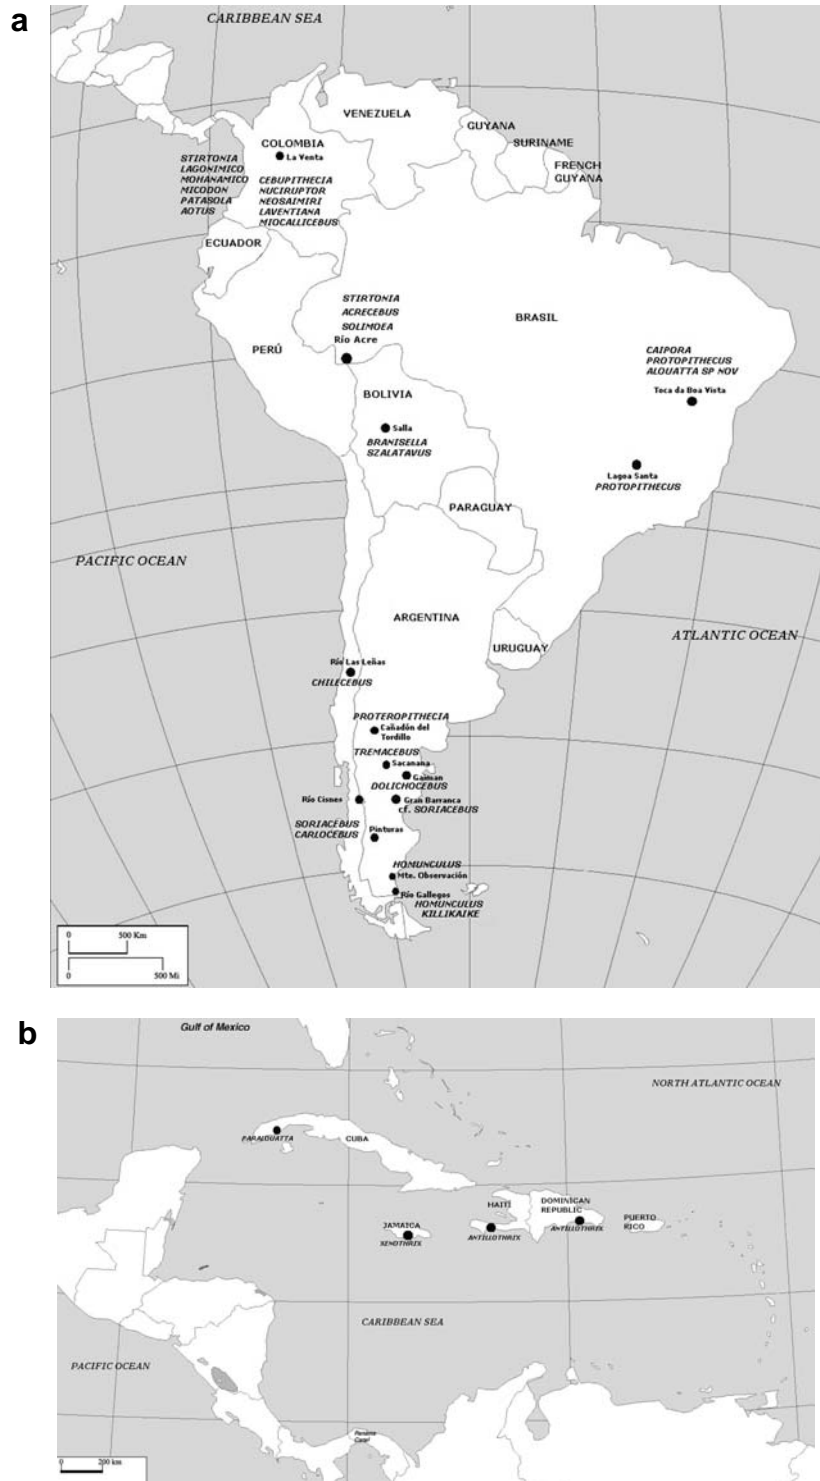 a
CARIBBEAN SEA
VENEZUELA
GUYANA
SURINAME
FRENCH
GUYANA
COLOMBIA
La Venta
STIRTONIA
LAGONIMICO
MOHANAMICO
MICODON
PATASOLA
AOTUS
CEBUPITHECIA
NUCIRUPTOR
NEOSAIMIRI
LAVENTIANA
MIOCALLICEBUS
ECUADOR
STIRTONIA
ACRECEBUS
SOLIMOEA
Río Acre
BRASIL
PERÚ
CAIPORA
PROTOPITHECUS
ALOUATTA SP NOV
Toca da Boa Vista
BOLIVIA
Salla
BRANISELLA
SZALATAVUS
Lagoa Santa
PROTOPITHECUS
PARAGUAY
PACIFIC OCEAN
ARGENTINA
ATLANTIC OCEAN
URUGUAY
Río Las Leñas
CHILECEBUS
PROTEROPITHECIA
Cañadón del
Tordillo
TREMACEBUS
Sacanana
Gaiman
DOLICHOCEBUS
Río Cisnes
Gran Barranca
cf. SORIACEBUS
SORIACEBUS
CARLOCEBUS
Pinturas
HOMUNCULUS
Mte. Observación
Río Gallegos
HOMUNCULUS
KILLIKAIKE
0 500 Km
0 500 Mi
b
Gulf of Mexico
NORTH ATLANTIC OCEAN
PARALOUATTA
CUBA
HAITÍ
DOMINICAN
REPUBLIC
ANTILLOTHRIX
PUERTO
RICO
JAMAICA
XENOTHRIX
ANTILLOTHRIX
CARIBBEAN SEA
PACIFIC OCEAN
Panama
Canal
0 200 km